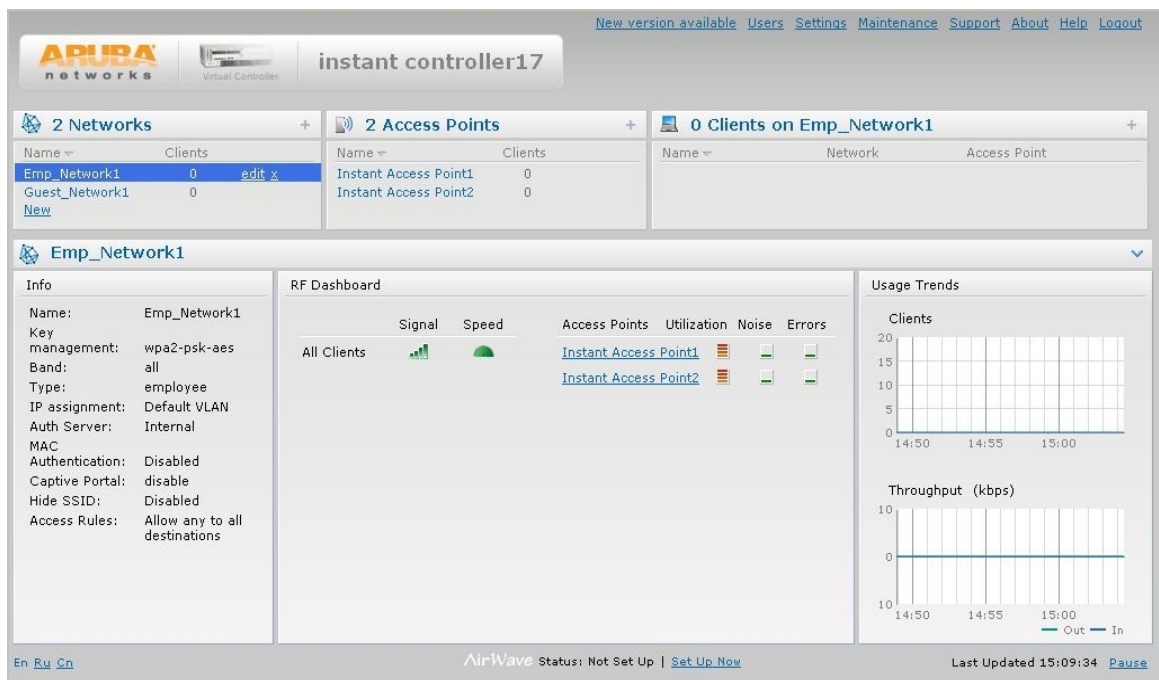 New version available Users Settings Maintenance Support About Help Logout
ARUBA
networks
Virtual Controller
instant controller17
2 Networks +
Name Clients
Emp_Network1 0 edit x
Guest_Network1 0
New
2 Access Points +
Name Clients
Instant Access Point1 0
Instant Access Point2 0
0 Clients on Emp_Network1 +
Name Network Access Point
Emp_Network1
Info
Name: Emp_Network1
Key
management: wpa2-psk-aes
Band: all
Type: employee
IP assignment: Default VLAN
Auth Server: Internal
MAC
Authentication: Disabled
Captive Portal: disable
Hide SSID: Disabled
Access Rules: Allow any to all
destinations
RF Dashboard
Signal Speed
All Clients
Access Points Utilization Noise Errors
Instant Access Point1
Instant Access Point2
Usage Trends
Clients
20
15
10
5
0
14:50 14:55 15:00
Throughput (kbps)
10
0
10
14:50 14:55 15:00
Out In
En Ru Cn
AirWave Status: Not Set Up | Set Up Now
Last Updated 15:09:34 Pause